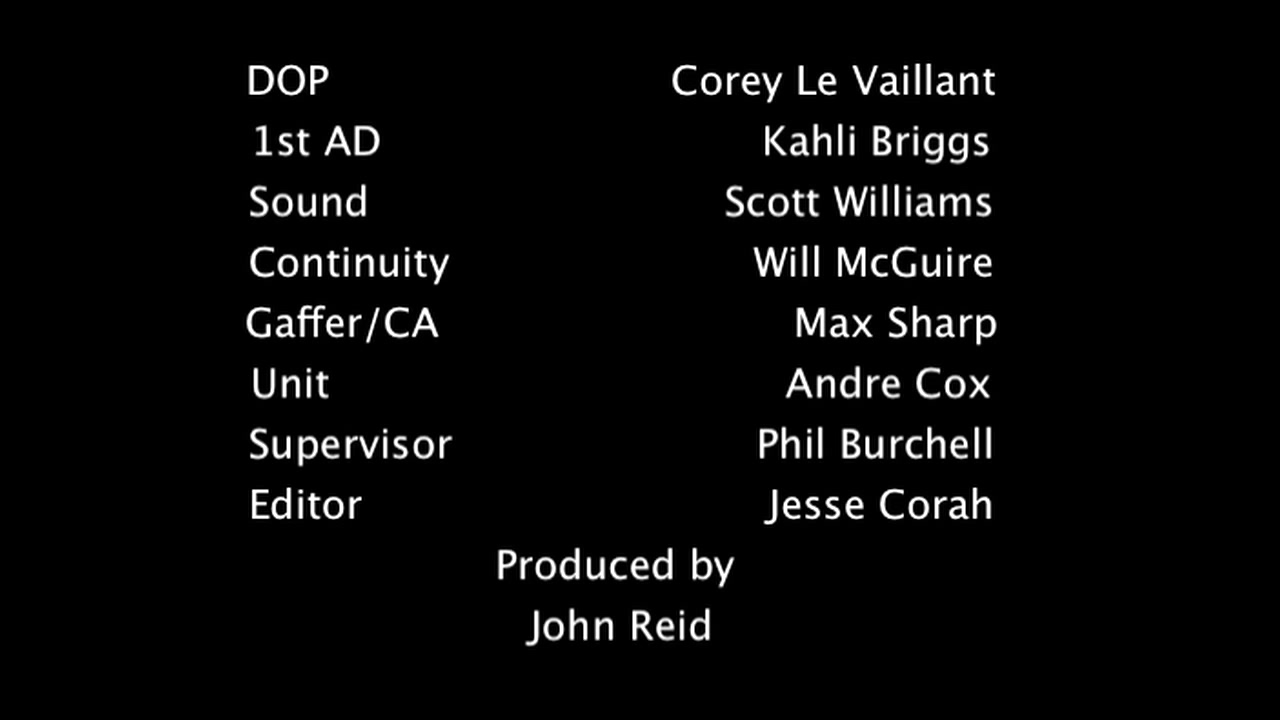 DOP Corey Le Vaillant
1st AD Kahli Briggs
Sound Scott Williams
Continuity Will McGuire
Gaffer/CA Max Sharp
Unit Andre Cox
Supervisor Phil Burchell
Editor Jesse Corah
Produced by
John Reid